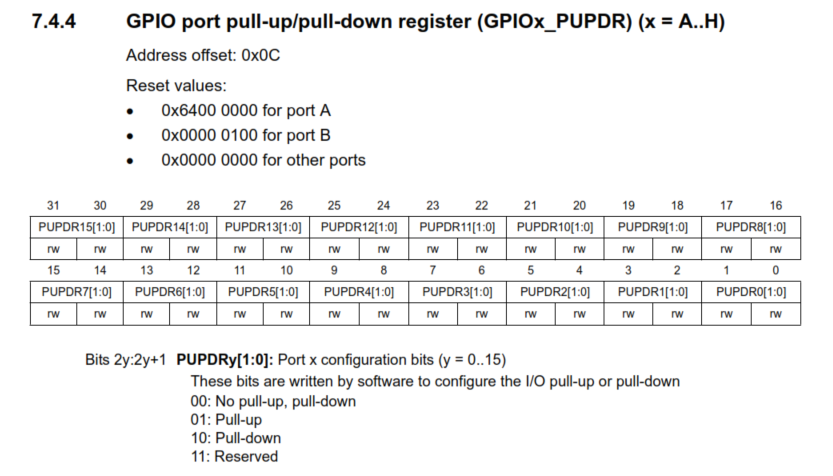 7.4.4 GPIO port pull-up/pull-down register (GPIOx_PUPDR) (x = A..H)
Address offset: 0x0C
Reset values:
• 0x6400 0000 for port A
• 0x0000 0100 for port B
• 0x0000 0000 for other ports
31 30 29 28 27 26 25 24 23 22 21 20 19 18 17 16
PUPDR15[1:0] PUPDR14[1:0] PUPDR13[1:0] PUPDR12[1:0] PUPDR11[1:0] PUPDR10[1:0] PUPDR9[1:0] PUPDR8[1:0]
rw rw rw rw rw rw rw rw rw rw rw rw rw rw rw rw
15 14 13 12 11 10 9 8 7 6 5 4 3 2 1 0
PUPDR7[1:0] PUPDR6[1:0] PUPDR5[1:0] PUPDR4[1:0] PUPDR3[1:0] PUPDR2[1:0] PUPDR1[1:0] PUPDR0[1:0]
rw rw rw rw rw rw rw rw rw rw rw rw rw rw rw rw
Bits 2y:2y+1 PUPDRy[1:0]: Port x configuration bits (y = 0..15)
These bits are written by software to configure the I/O pull-up or pull-down
00: No pull-up, pull-down
01: Pull-up
10: Pull-down
11: Reserved